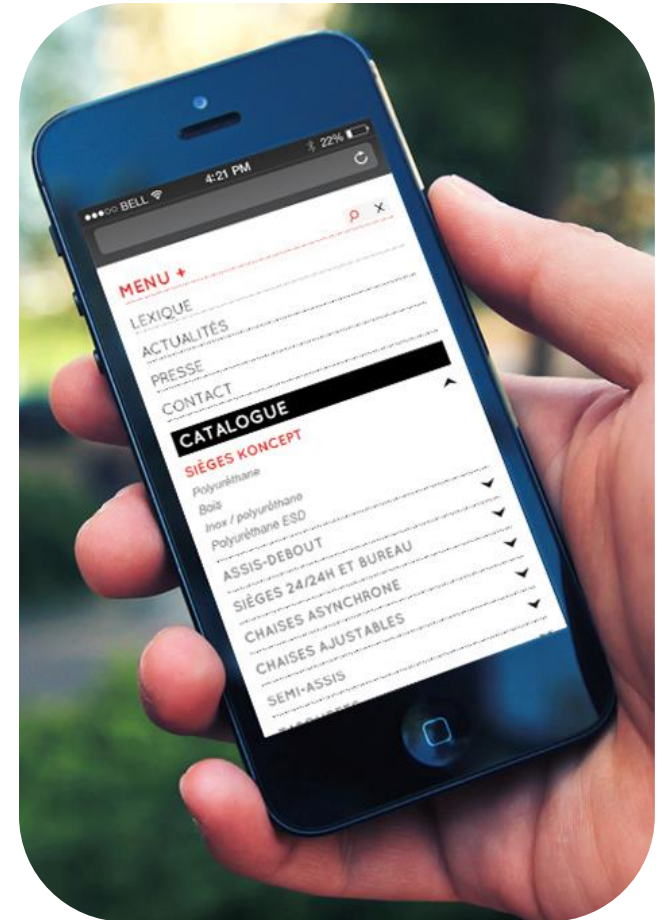 BELL 4:21 PM 22%
MENU +
LEXIQUE
ACTUALITÉS
PRESSE
CONTACT
CATALOGUE
SIÈGES KONCEPT
Polyuréthane
Bois
Inox / polyuréthane
Polyuréthane ESD
ASSIS-DEBOUT
SIÈGES 24/24H ET BUREAU
CHAISES ASYNCHRONE
CHAISES AJUSTABLES
SEMI-ASSIS